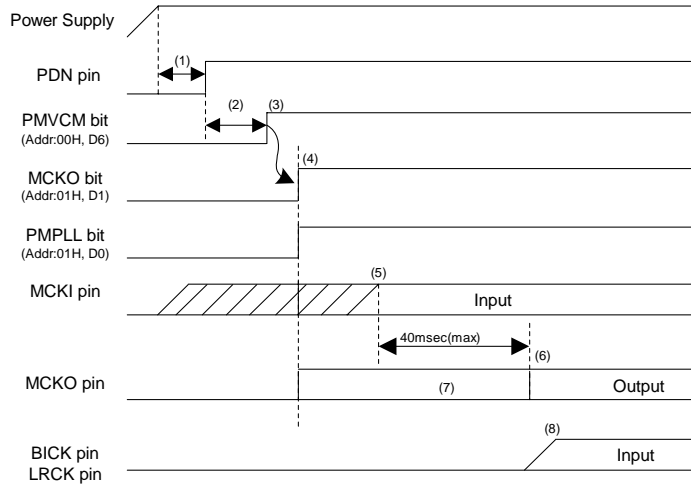 Power Supply
(1)
PDN pin
(2)
(3)
PMVCM bit
(Addr:00H, D6)
(4)
MCKO bit
(Addr:01H, D1)
PMPLL bit
(Addr:01H, D0)
(5)
MCKI pin
Input
40msec(max)
(6)
MCKO pin
(7)
Output
(8)
BICK pin
LRCK pin
Input